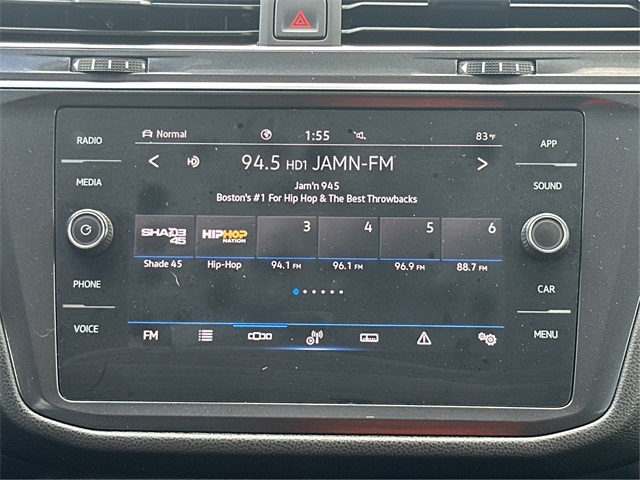 Normal 1:55 83°F
RADIO
APP
94.5 HD1 JAMN-FM
MEDIA
SOUND
Jam'n 945
Boston's #1 For Hip Hop & The Best Throwbacks
SHADE 45
HIPHOP NATION
3 4 5 6
Shade 45 Hip-Hop 94.1 FM 96.1 FM 96.9 FM 88.7 FM
PHONE
CAR
VOICE
MENU
FM